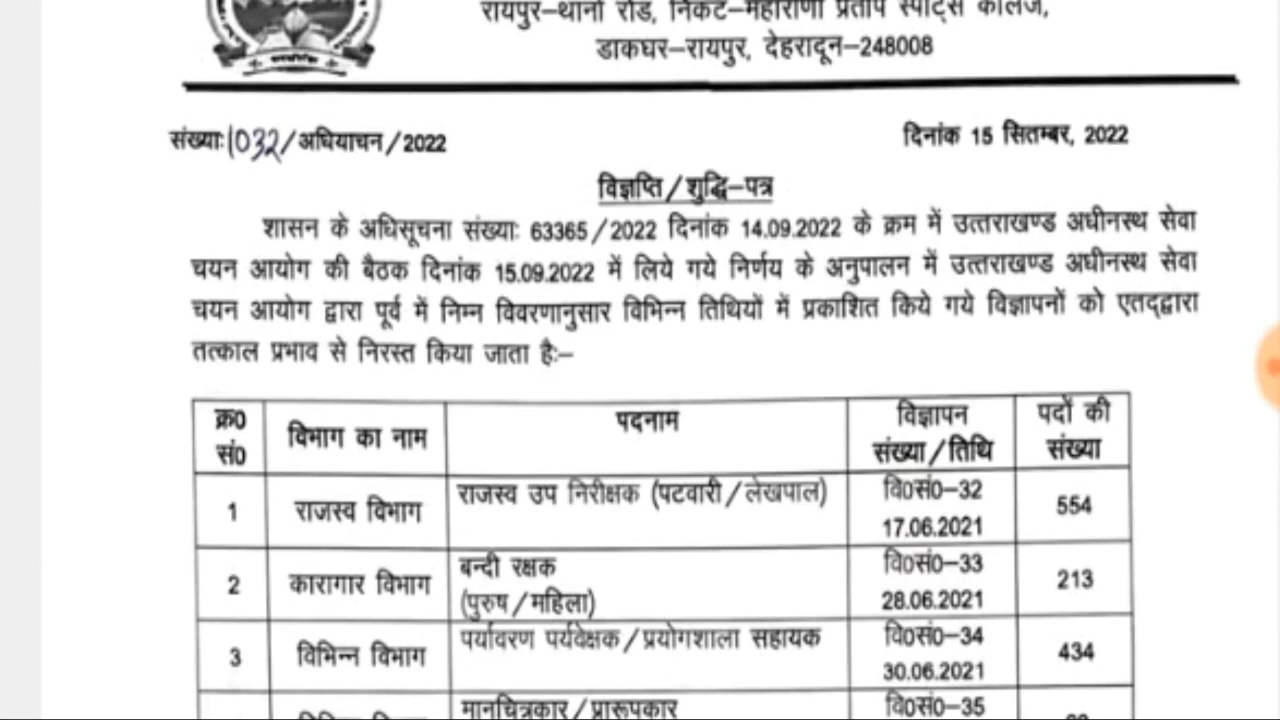 रायपुर–थानो रोड, निकट–महाराणा प्रताप स्पोर्ट्स कॉलेज,
डाकघर–रायपुर, देहरादून–248008
संख्याः1032/अधियाचन/2022
दिनांक 15 सितम्बर, 2022
विज्ञप्ति/शुद्धि–पत्र
शासन के अधिसूचना संख्याः 63365/2022 दिनांक 14.09.2022 के क्रम में उत्तराखण्ड अधीनस्थ सेवा
चयन आयोग की बैठक दिनांक 15.09.2022 में लिये गये निर्णय के अनुपालन में उत्तराखण्ड अधीनस्थ सेवा
चयन आयोग द्वारा पूर्व में निम्न विवरणानुसार विभिन्न तिथियों में प्रकाशित किये गये विज्ञापनों को एतद्द्वारा
तत्काल प्रभाव से निरस्त किया जाता हैः–
क्र0 सं0 विभाग का नाम पदनाम विज्ञापन संख्या/तिथि पदों की संख्या
1 राजस्व विभाग राजस्व उप निरीक्षक (पटवारी/लेखपाल) वि0सं0–32 17.06.2021 554
2 कारागार विभाग बन्दी रक्षक (पुरुष/महिला) वि0सं0–33 28.06.2021 213
3 विभिन्न विभाग पर्यावरण पर्यवेक्षक/प्रयोगशाला सहायक वि0सं0–34 30.06.2021 434
मानचित्रकार/प्रारूपकार वि0सं0–35